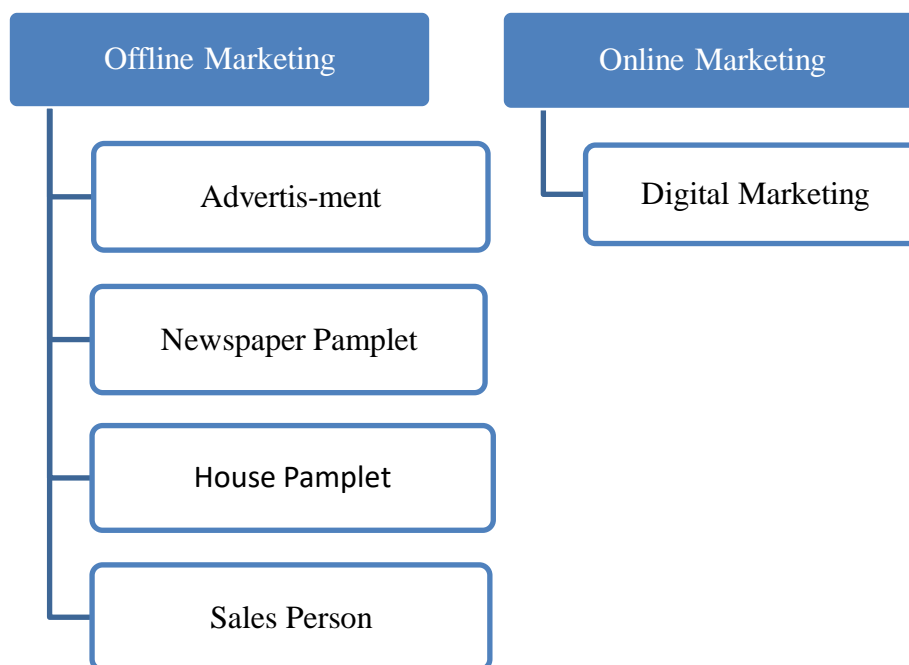 Offline Marketing
Advertis-ment
Newspaper Pamplet
House Pamplet
Sales Person
Online Marketing
Digital Marketing